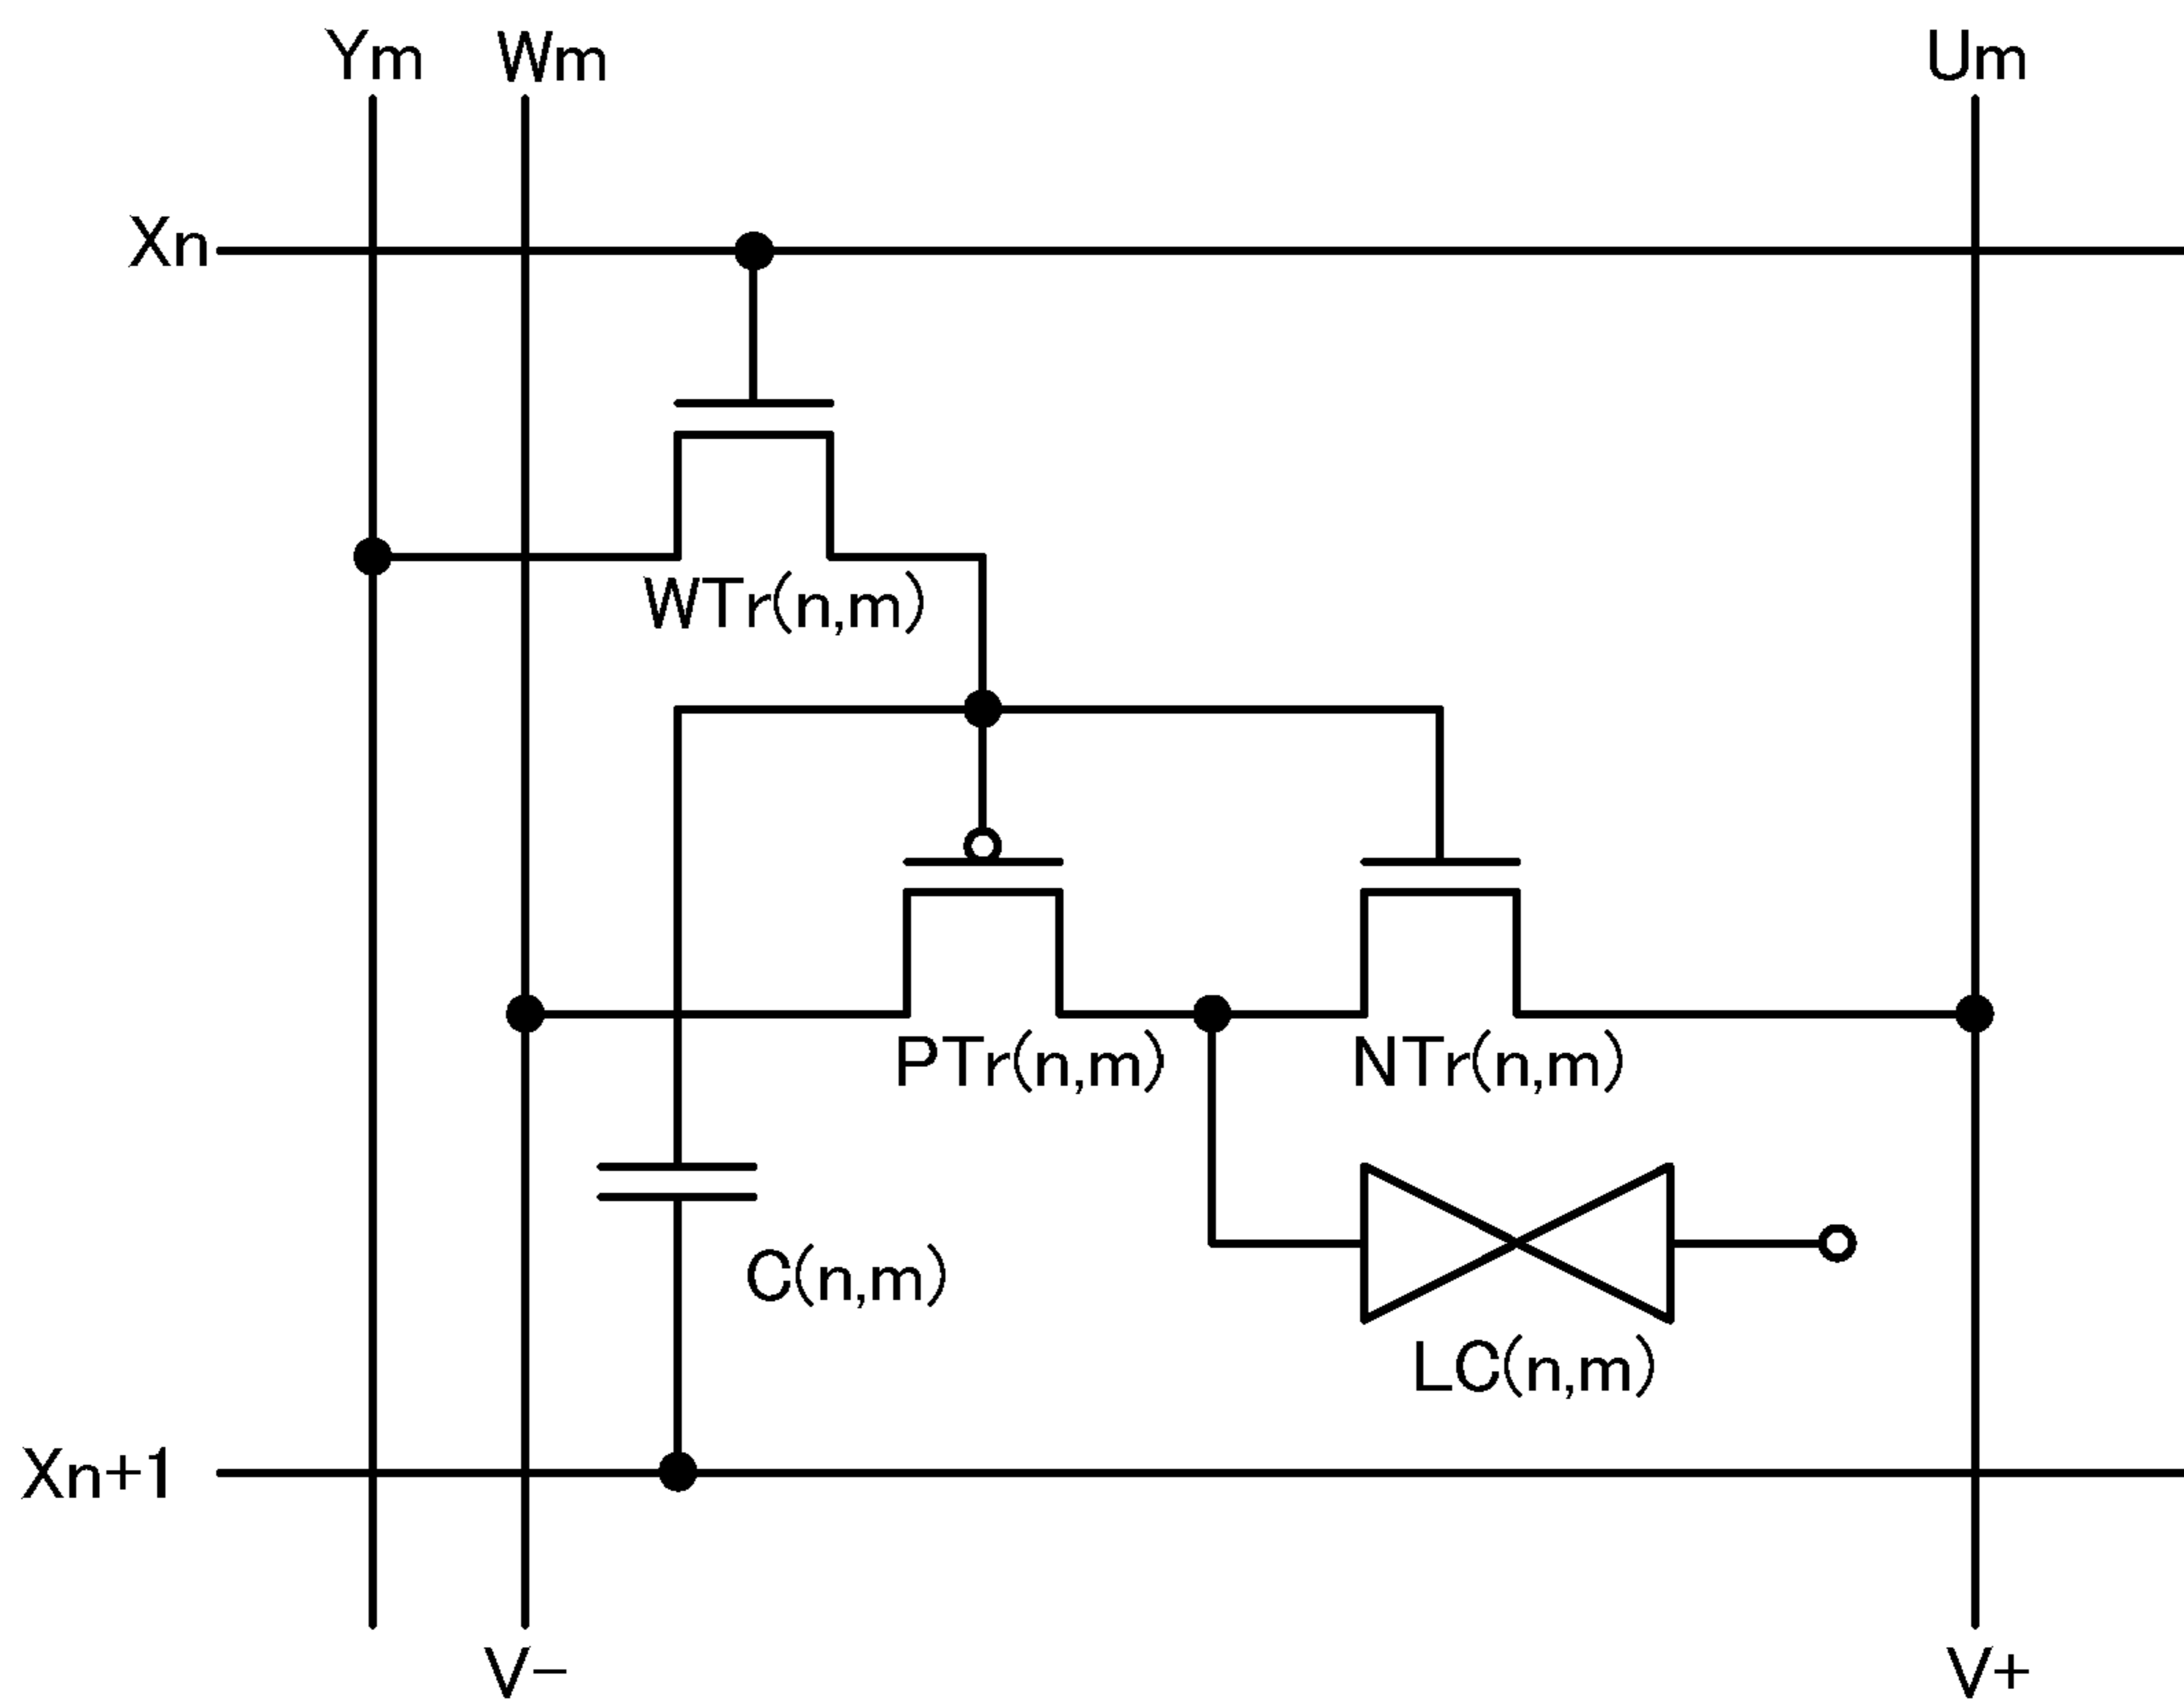 Ym Wm Um
Xn
WTr(n,m)
PTr(n,m) NTr(n,m)
C(n,m)
LC(n,m)
Xn+1
V− V+